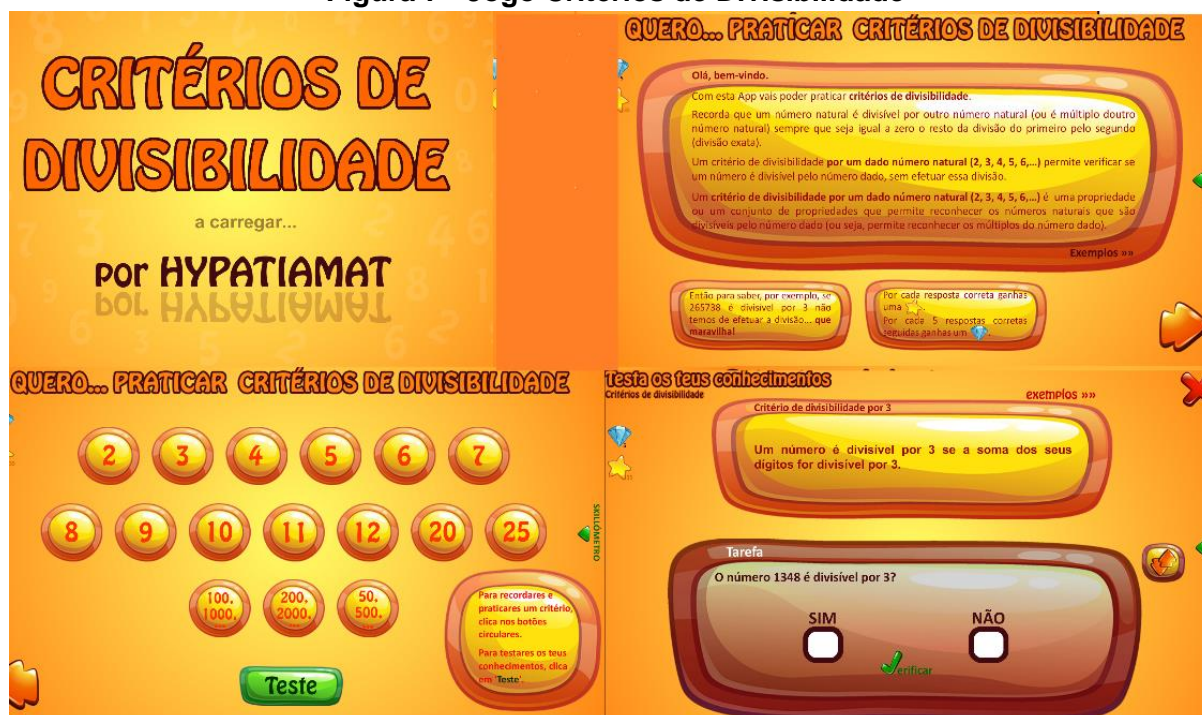 CRITÉRIOS DE
DIVISIBILIDADE
a carregar...
por HYPATIAMAT
QUERO... PRATICAR CRITÉRIOS DE DIVISIBILIDADE
Olá, bem-vindo.
Com esta App vais poder praticar critérios de divisibilidade.
Recorda que um número natural é divisível por outro número natural (ou é múltiplo doutro
número natural) sempre que seja igual a zero o resto da divisão do primeiro pelo segundo
(divisão exata).
Um critério de divisibilidade por um dado número natural (2, 3, 4, 5, 6,...) permite verificar se
um número é divisível pelo número dado, sem efetuar essa divisão.
Um critério de divisibilidade por um dado número natural (2, 3, 4, 5, 6,...) é uma propriedade
ou um conjunto de propriedades que permite reconhecer os números naturais que são
divisíveis pelo número dado (ou seja, permite reconhecer os múltiplos do número dado).
Exemplos »»
Então para saber, por exemplo, se
265738 é divisível por 3 não
temos de efetuar a divisão... que
maravilha!
Por cada resposta correta ganhas
uma
Por cada 5 respostas corretas
seguidas ganhas um
QUERO... PRATICAR CRITÉRIOS DE DIVISIBILIDADE
2 3 4 5 6 7
8 9 10 11 12 20 25
SKILLÓMETRO
100, 200, 50,
1000, 2000, 500,
... ... ...
Para recordares e
praticares um critério,
clica nos botões
circulares.
Para testares os teus
conhecimentos, clica
em 'Teste'.
Teste
Testa os teus conhecimentos
Critérios de divisibilidade
exemplos »»
Critério de divisibilidade por 3
Um número é divisível por 3 se a soma dos seus
dígitos for divisível por 3.
Tarefa
O número 1348 é divisível por 3?
SIM NÃO
Verificar